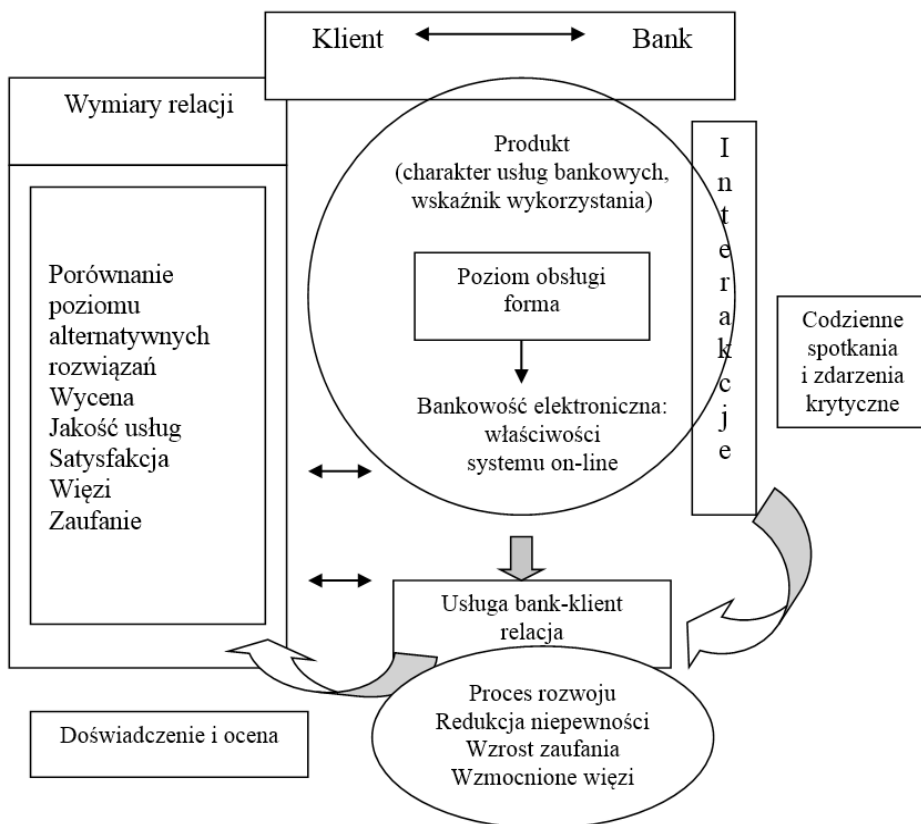 Klient Bank
Wymiary relacji
Produkt
(charakter usług bankowych,
wskaźnik wykorzystania)
Interakcje
Poziom obsługi
forma
Porównanie
poziomu
alternatywnych
rozwiązań
Wycena
Jakość usług
Satysfakcja
Więzi
Zaufanie
Codzienne
spotkania
i zdarzenia
krytyczne
Bankowość elektroniczna:
właściwości
systemu on-line
Usługa bank-klient
relacja
Proces rozwoju
Redukcja niepewności
Wzrost zaufania
Wzmocnione więzi
Doświadczenie i ocena